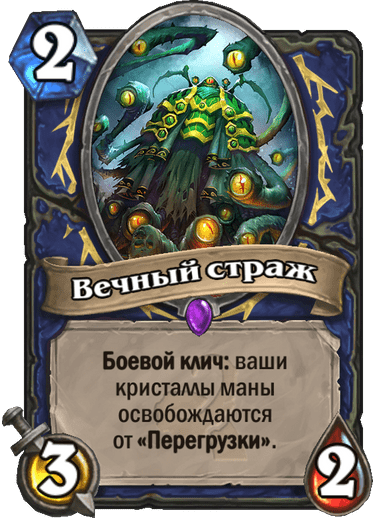 2
Вечный страж
Боевой клич: ваши
кристаллы маны
освобождаются
от «Перегрузки».
3
2